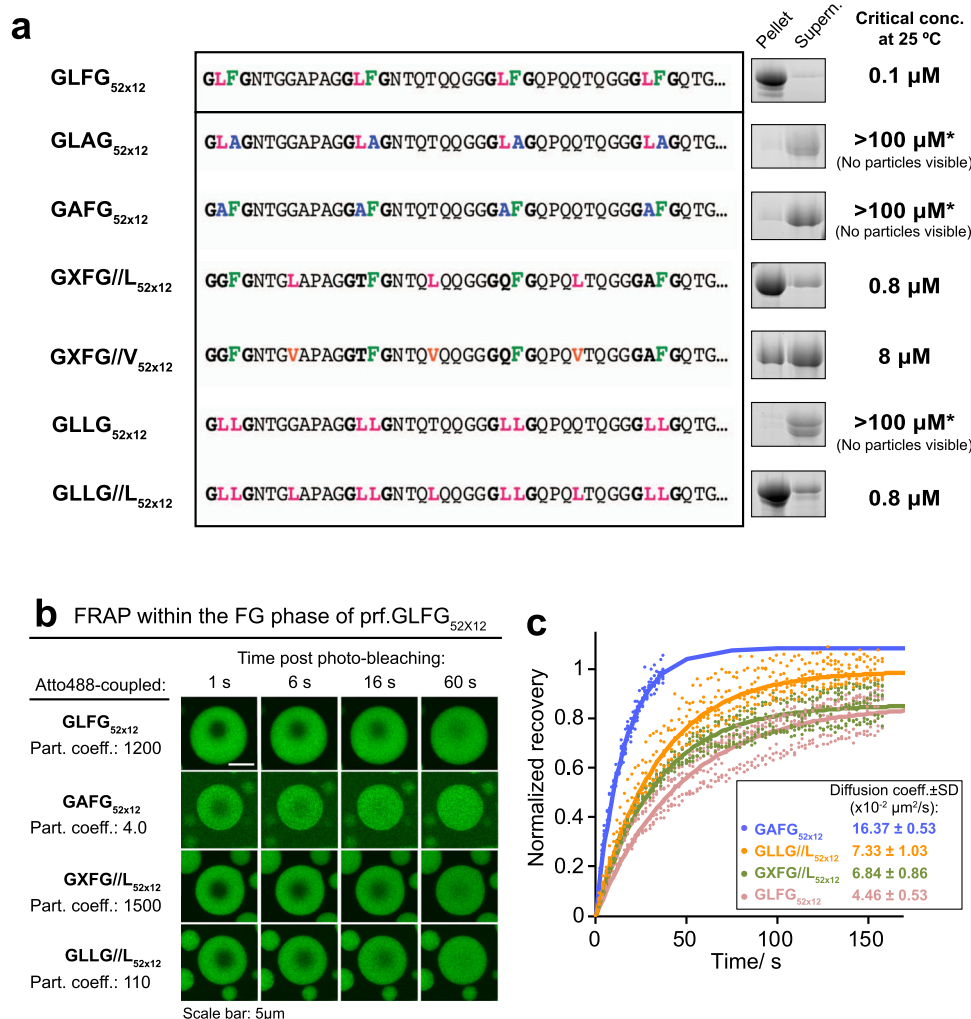 a
Pellet
Supern.
Critical conc.
at 25 ºC
GLFG52x12
GLFGNTGGAPAGGLFGNTQTQQGGGLFGQPQQTQGGGLFGQTG...
0.1 µM
GLAG52x12
GLAGNTGGAPAGGLAGNTQTQQGGGLAGQPQQTQGGGLAGQTG...
>100 µM*
(No particles visible)
GAFG52x12
GAFGNTGGAPAGGAFGNTQTQQGGGAFGQPQQTQGGGAFGQTG...
>100 µM*
(No particles visible)
GXFG//L52x12
GGFGNTGLAPAGGTFGNTQLQQGGGQFGQPQLTQGGGAFGQTG...
0.8 µM
GXFG//V52x12
GGFGNTGVAPAGGTFGNTQVQQGGGQFGQPQVTQGGGAFGQTG...
8 µM
GLLG52x12
GLLGNTGGAPAGGLLGNTQTQQGGGLLGQPQQTQGGGLLGQTG...
>100 µM*
(No particles visible)
GLLG//L52x12
GLLGNTGLAPAGGLLGNTQLQQGGGLLGQPQLTQGGGLLGQTG...
0.8 µM
b FRAP within the FG phase of prf.GLFG52X12
Time post photo-bleaching:
Atto488-coupled: 1 s 6 s 16 s 60 s
GLFG52x12
Part. coeff.: 1200
GAFG52x12
Part. coeff.: 4.0
GXFG//L52x12
Part. coeff.: 1500
GLLG//L52x12
Part. coeff.: 110
Scale bar: 5µm
c
Normalized recovery
1
0.8
0.6
0.4
0.2
0
0 50 100 150
Time/ s
Diffusion coeff.±SD
(x10-2 µm2/s):
GAFG52x12 16.37 ± 0.53
GLLG//L52x12 7.33 ± 1.03
GXFG//L52x12 6.84 ± 0.86
GLFG52x12 4.46 ± 0.53